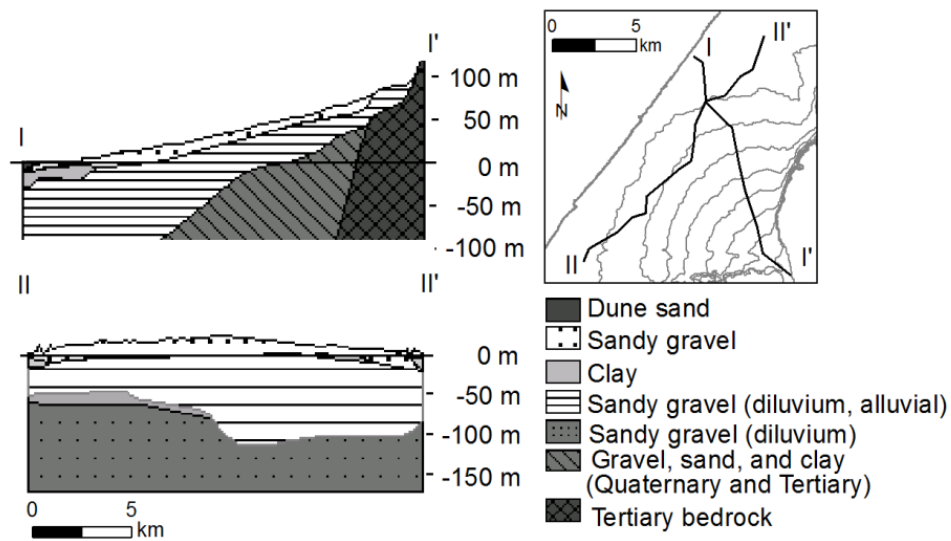 I
I'
100 m
50 m
0 m
-50 m
-100 m
II
II'
0 m
-50 m
-100 m
-150 m
0 5
km
0 5
km
N
I
II'
II
I'
Dune sand
Sandy gravel
Clay
Sandy gravel (diluvium, alluvial)
Sandy gravel (diluvium)
Gravel, sand, and clay
(Quaternary and Tertiary)
Tertiary bedrock